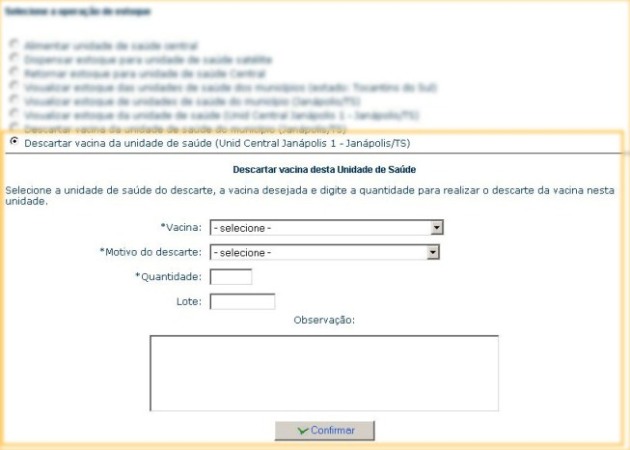 Selecione a operação de estoque
Alimentar unidade de saúde central
Dispensar estoque para unidade de saúde satélite
Retornar estoque para unidade de saúde Central
Visualizar estoque das unidades de saúde dos municípios (estado: Tocantins do Sul)
Visualizar estoque de unidades de saúde do município (Janápolis/TS)
Visualizar estoque da unidade de saúde (Unid Central Janápolis 1 - Janápolis/TS)
Descartar vacina da unidade de saúde do município (Janápolis/TS)
Descartar vacina da unidade de saúde (Unid Central Janápolis 1 - Janápolis/TS)
Descartar vacina desta Unidade de Saúde
Selecione a unidade de saúde do descarte, a vacina desejada e digite a quantidade para realizar o descarte da vacina nesta
unidade.
*Vacina: - selecione -
*Motivo do descarte: - selecione -
*Quantidade:
Lote:
Observação:
Confirmar